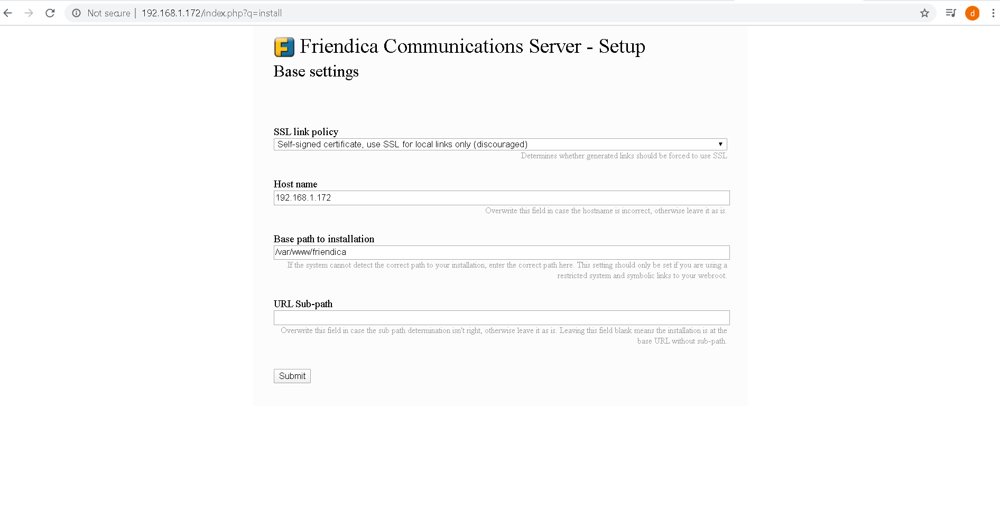 Not secure | 192.168.1.172/index.php?q=install
d
F Friendica Communications Server - Setup
Base settings
SSL link policy
Self-signed certificate, use SSL for local links only (discouraged)
Determines whether generated links should be forced to use SSL
Host name
192.168.1.172
Overwrite this field in case the hostname is incorrect, otherwise leave it as is.
Base path to installation
/var/www/friendica
If the system cannot detect the correct path to your installation, enter the correct path here. This setting should only be set if you are using a
restricted system and symbolic links to your webroot.
URL Sub-path
Overwrite this field in case the sub path determination isn't right, otherwise leave it as is. Leaving this field blank means the installation is at the
base URL without sub-path.
Submit